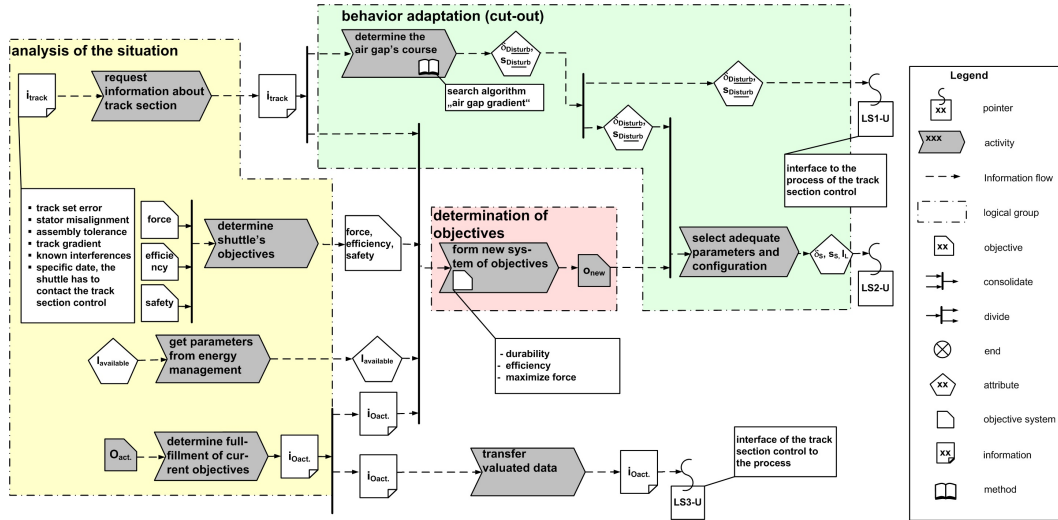 behavior adaptation (cut-out)
analysis of the situation
request
information about
track section
i track
i track
determine the
air gap's course
search algorithm
„air gap gradient“
δDisturb,
sDisturb
δDisturb,
sDisturb
δDisturb,
sDisturb
LS1-U
interface to the
process of the track
section control
▪ track set error
▪ stator misalignment
▪ assembly tolerance
▪ track gradient
▪ known interferences
▪ specific date, the
shuttle has to
contact the track
section control
force
efficie
ncy
safety
determine
shuttle's
objectives
force,
efficiency,
safety
determination of
objectives
form new sys-
tem of objectives
Onew
- durability
- efficiency
- maximize force
select adequate
parameters and
configuration
δS, sS, IL
LS2-U
Iavailable
get parameters
from energy
management
Iavailable
Oact.
determine full-
fillment of cur-
rent objectives
iOact.
iOact.
iOact.
transfer
valuated data
iOact.
LS3-U
interface of the track
section control to
the process
Legend
xx
pointer
xxx
activity
Information flow
logical group
xx
objective
consolidate
divide
end
xx
attribute
objective system
xx
information
method